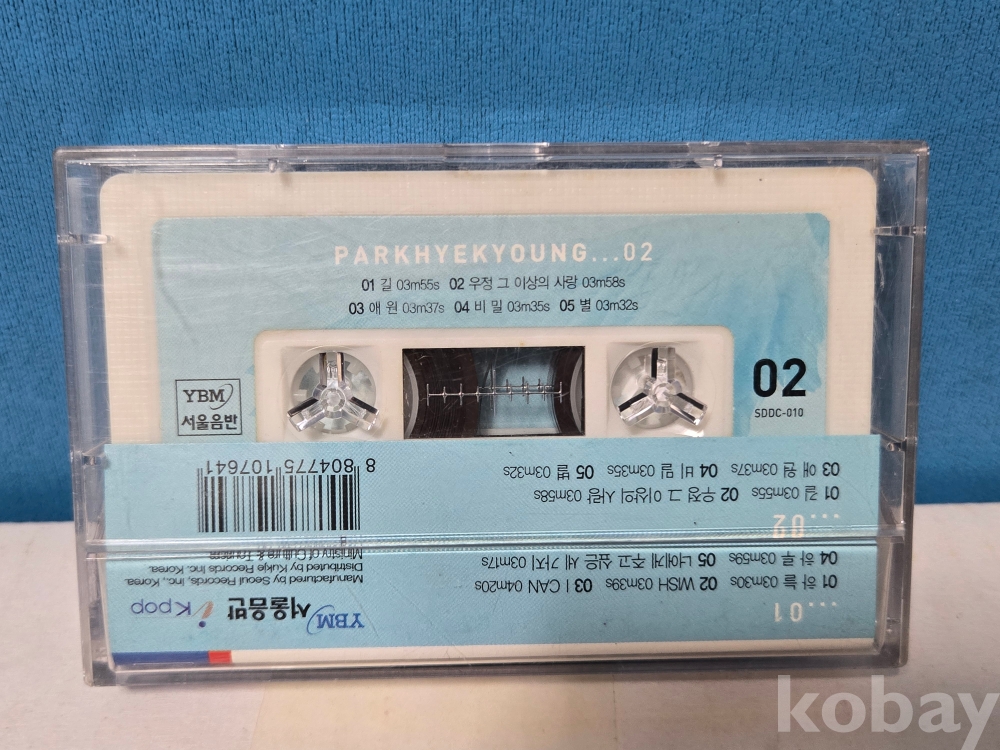 PARKHYEKYOUNG...02
01 길 03m55s 02 우정 그 이상의 사랑 03m58s
03 애 원 03m37s 04 비 밀 03m35s 05 별 03m32s
YBM
서울음반
02
SDDC-010
...01
01 하 늘 03m30s 02 WISH 03m39s 03 I CAN 04m20s
04 하 루 03m59s 05 너에게 주고 싶은 세 가지 03m17s
...02
01 길 03m55s 02 우정 그 이상의 사랑 03m58s
03 애 원 03m37s 04 비 밀 03m35s 05 별 03m32s
YBM 서울음반 i Kpop
Manufactured by Seoul Records, Inc, Korea.
Distributed by Kukje Records Inc. Korea.
Ministry of Culture & Tourism
8 804775 107641
kobay